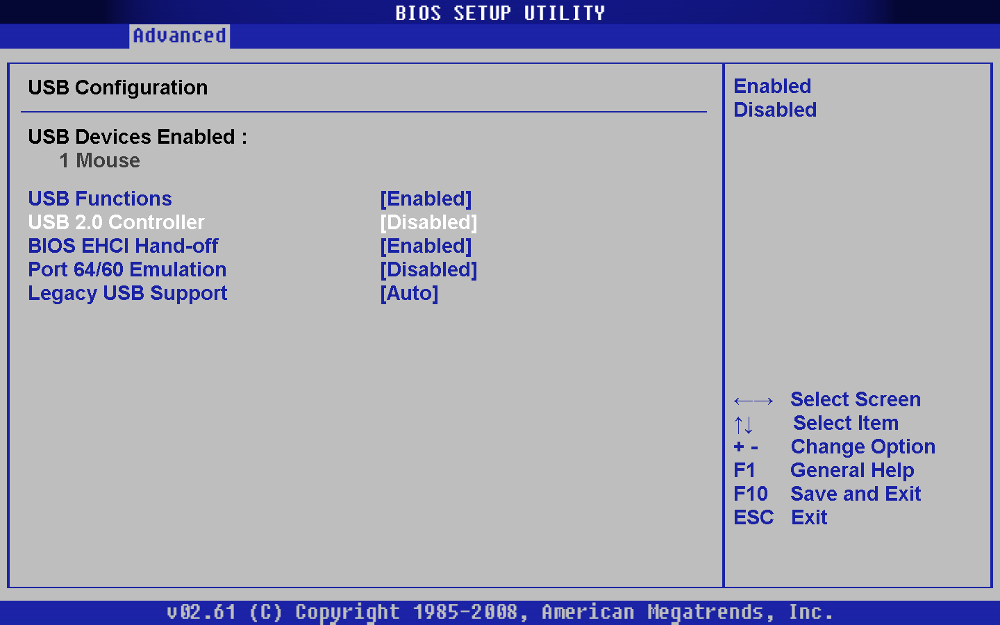 BIOS SETUP UTILITY
Advanced
USB Configuration
USB Devices Enabled :
1 Mouse
USB Functions [Enabled]
USB 2.0 Controller [Disabled]
BIOS EHCI Hand-off [Enabled]
Port 64/60 Emulation [Disabled]
Legacy USB Support [Auto]
Enabled
Disabled
←→ Select Screen
↑↓ Select Item
+ - Change Option
F1 General Help
F10 Save and Exit
ESC Exit
v02.61 (C) Copyright 1985-2008, American Megatrends, Inc.